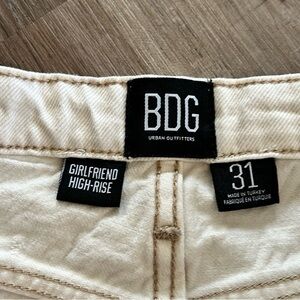 BDG
URBAN OUTFITTERS
GIRLFRIEND
HIGH-RISE
31
MADE IN TURKEY
FABRIQUÉ EN TURQUIE